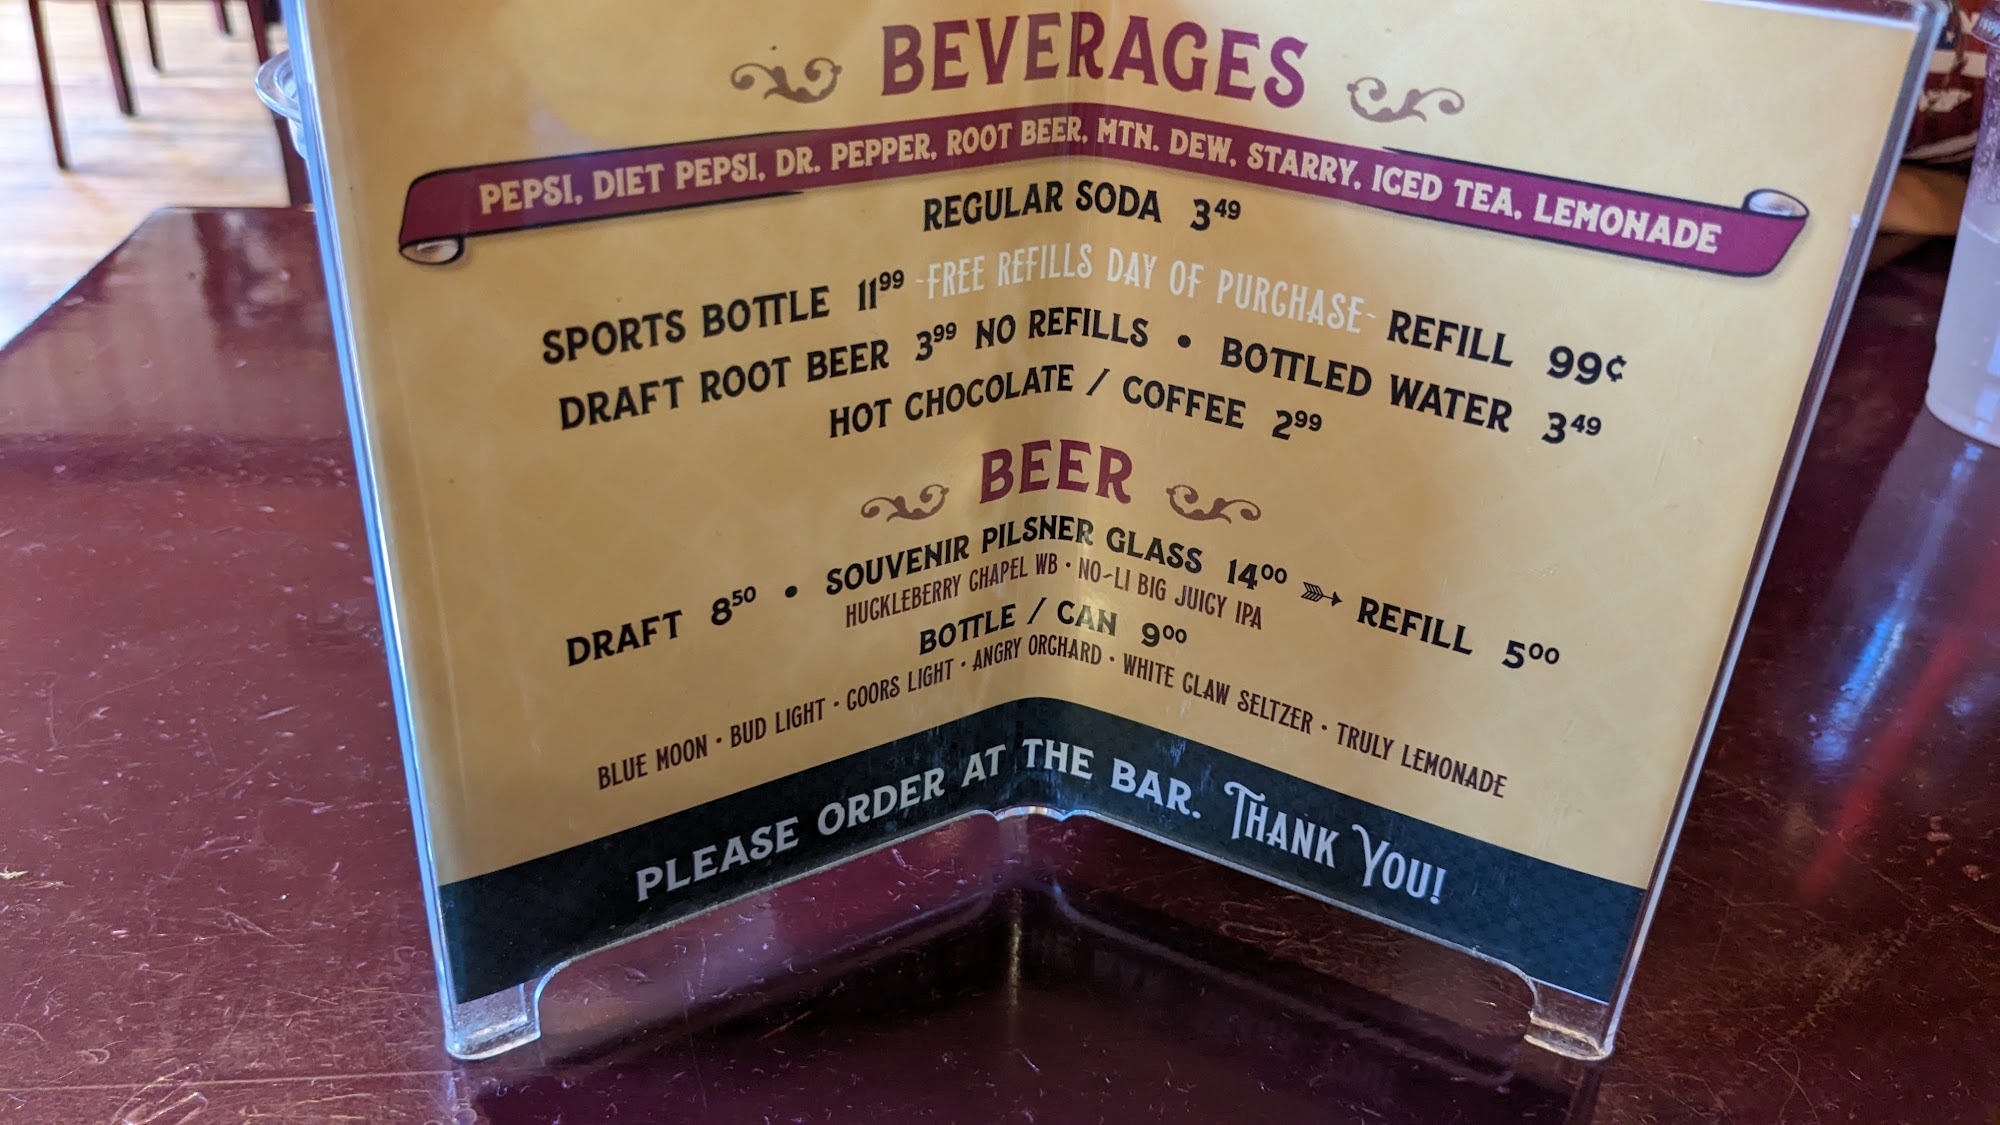 BEVERAGES
PEPSI, DIET PEPSI, DR. PEPPER, ROOT BEER, MTN. DEW, STARRY, ICED TEA, LEMONADE
REGULAR SODA 3⁴⁹
SPORTS BOTTLE 11⁹⁹ -FREE REFILLS DAY OF PURCHASE- REFILL 99¢
DRAFT ROOT BEER 3⁹⁹ NO REFILLS • BOTTLED WATER 3⁴⁹
HOT CHOCOLATE / COFFEE 2⁹⁹
BEER
DRAFT 8⁵⁰ • SOUVENIR PILSNER GLASS 14⁰⁰ ➳ REFILL 5⁰⁰
HUCKLEBERRY CHAPEL WB • NO-LI BIG JUICY IPA
BOTTLE / CAN 9⁰⁰
BLUE MOON • BUD LIGHT • COORS LIGHT • ANGRY ORCHARD • WHITE CLAW SELTZER • TRULY LEMONADE
PLEASE ORDER AT THE BAR. THANK YOU!